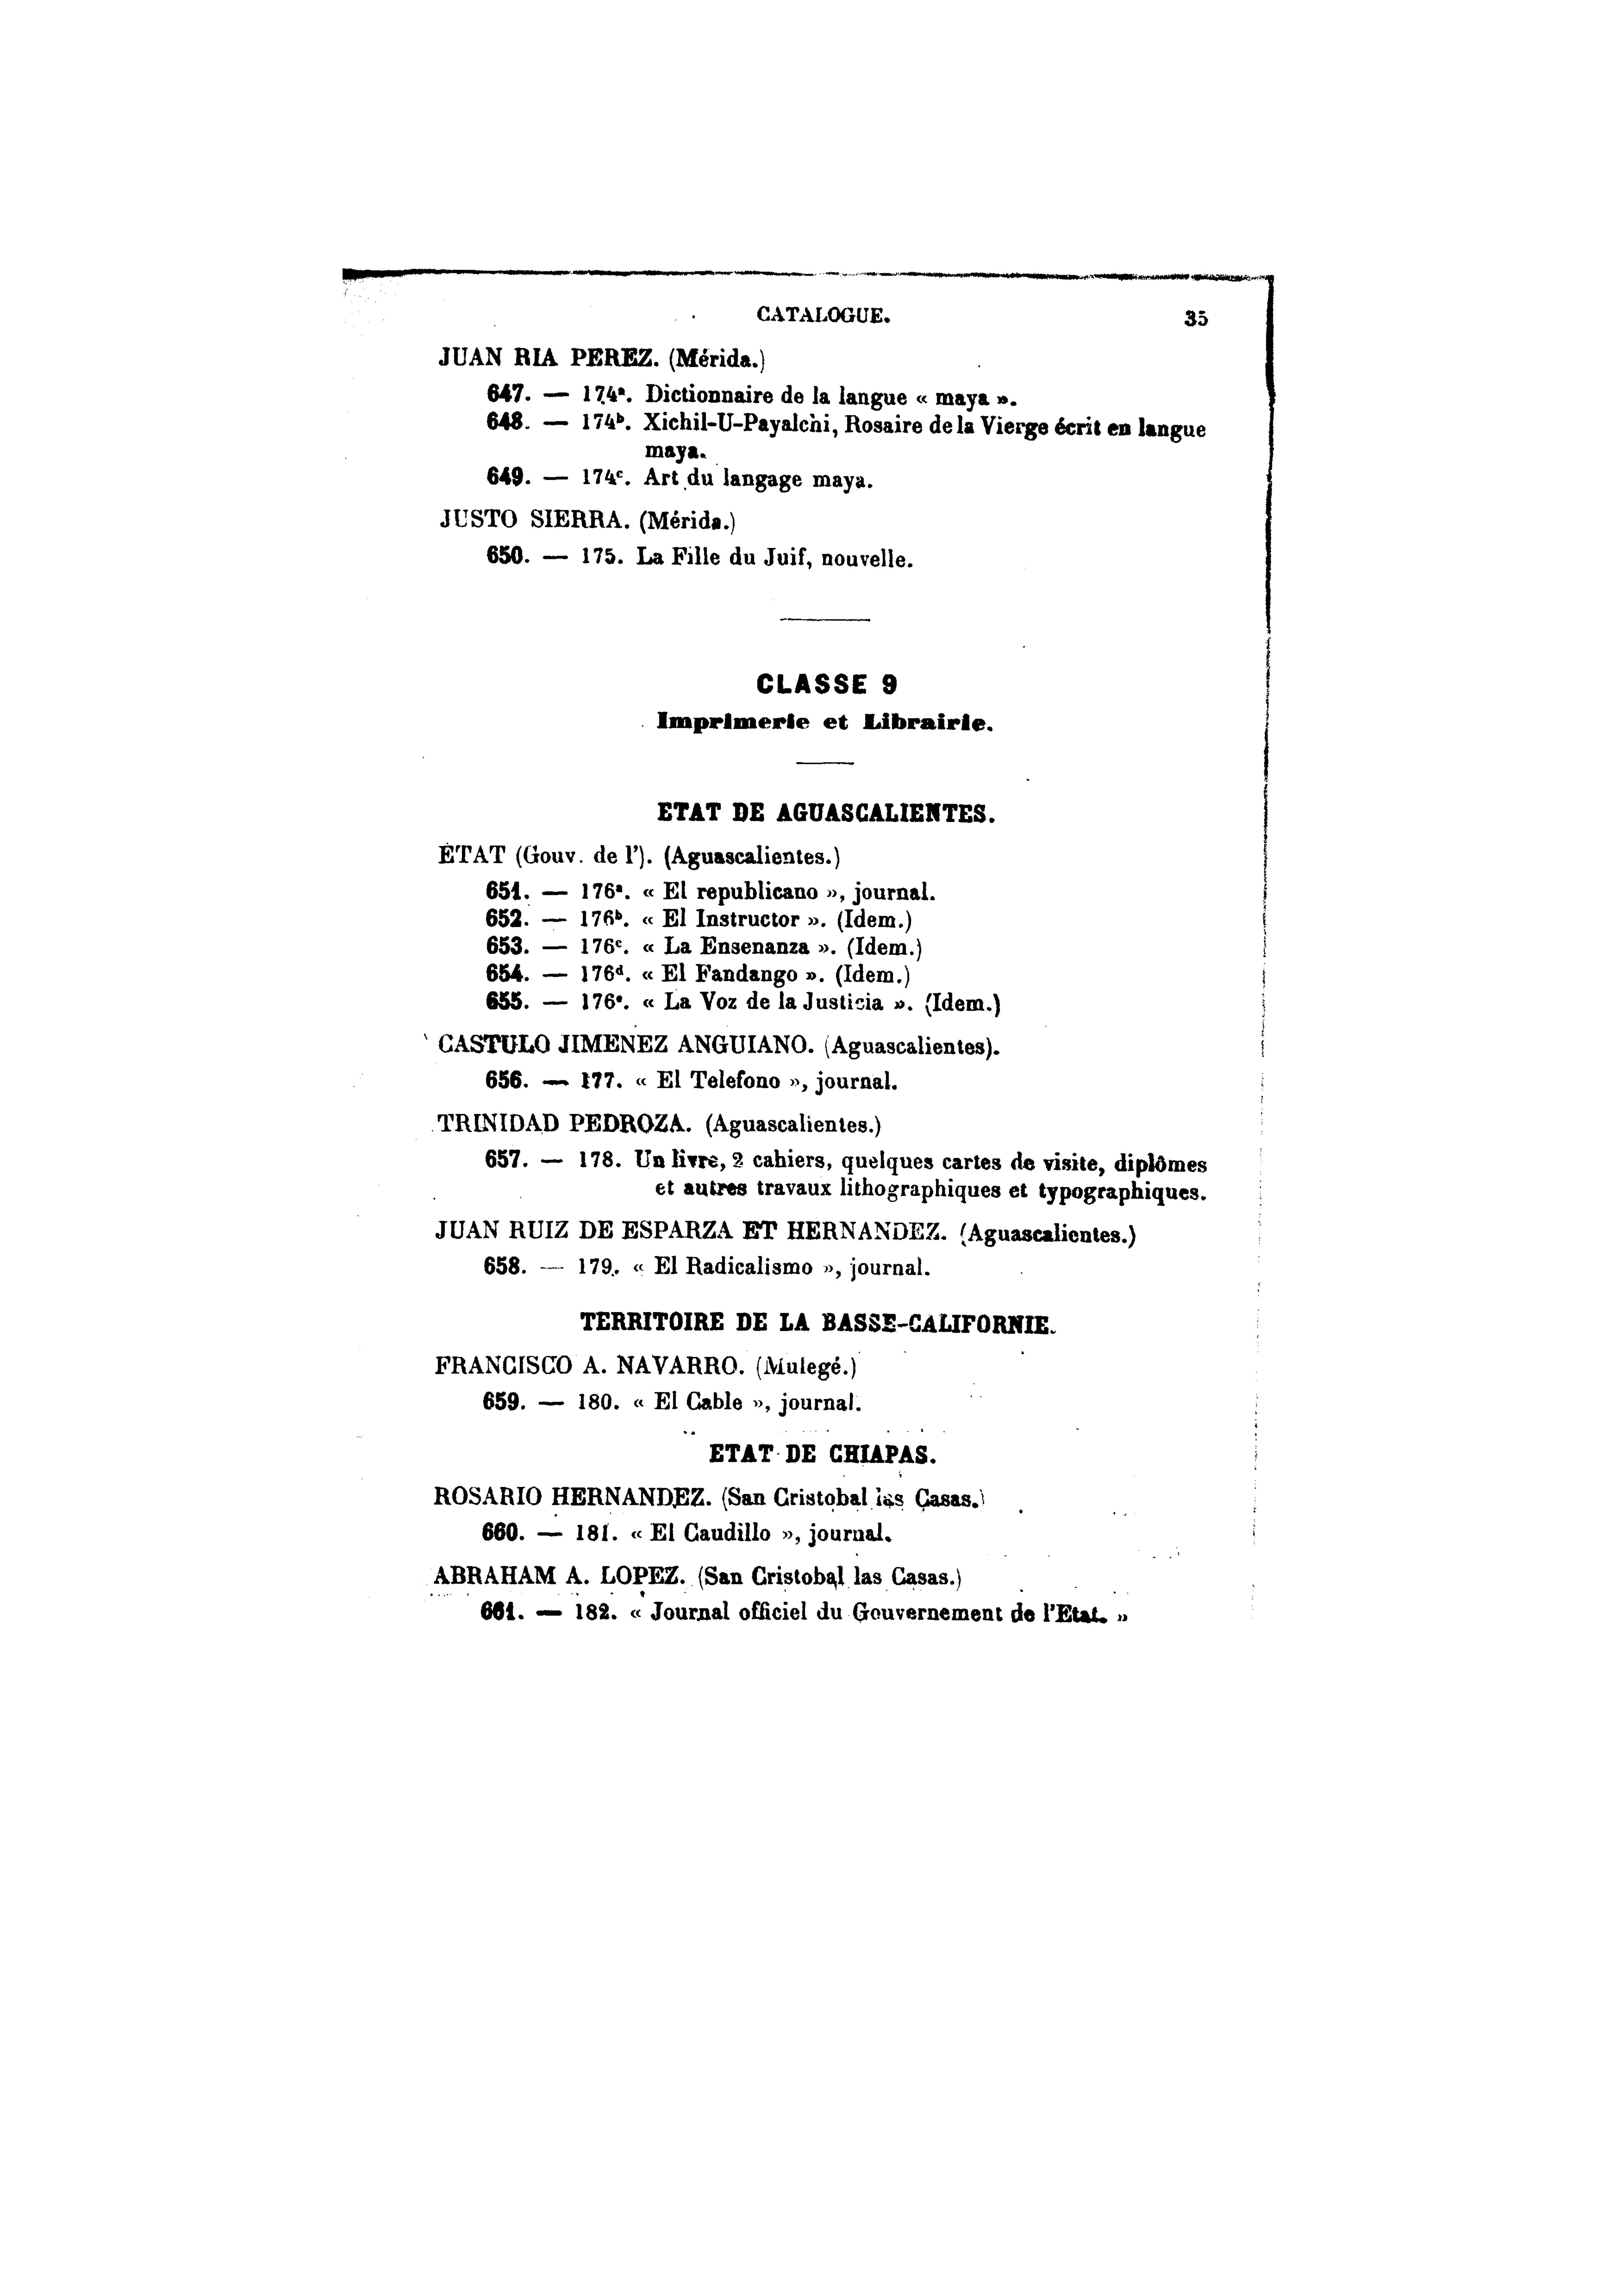 CATALOGUE. 35
JUAN RIA PEREZ. (Mérida.)
647. — 174ᵃ. Dictionnaire de la langue « maya ».
648. — 174ᵇ. Xichil-U-Payalchi, Rosaire de la Vierge écrit en langue
maya.
649. — 174ᶜ. Art du langage maya.
JUSTO SIERRA. (Mérida.)
650. — 175. La Fille du Juif, nouvelle.
CLASSE 9
Imprimerie et Librairie.
ETAT DE AGUASCALIENTES.
ÉTAT (Gouv. de l'). (Aguascalientes.)
651. — 176ᵃ. « El republicano », journal.
652. — 176ᵇ. « El Instructor ». (Idem.)
653. — 176ᶜ. « La Ensenanza ». (Idem.)
654. — 176ᵈ. « El Fandango ». (Idem.)
655. — 176ᵉ. « La Voz de la Justicia ». (Idem.)
CASTULO JIMENEZ ANGUIANO. (Aguascalientes).
656. — 177. « El Telefono », journal.
TRINIDAD PEDROZA. (Aguascalientes.)
657. — 178. Un livre, 2 cahiers, quelques cartes de visite, diplômes
et autres travaux lithographiques et typographiques.
JUAN RUIZ DE ESPARZA ET HERNANDEZ. (Aguascalientes.)
658. — 179. « El Radicalismo », journal.
TERRITOIRE DE LA BASSE-CALIFORNIE.
FRANCISCO A. NAVARRO. (Mulegé.)
659. — 180. « El Cable », journal.
ETAT DE CHIAPAS.
ROSARIO HERNANDEZ. (San Cristobal las Casas.)
660. — 181. « El Caudillo », journal.
ABRAHAM A. LOPEZ. (San Cristobal las Casas.)
661. — 182. « Journal officiel du Gouvernement de l'Etat. »